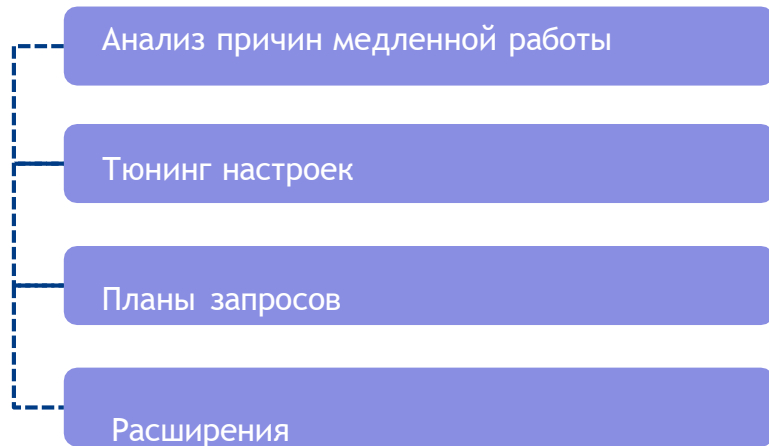 Анализ причин медленной работы
Тюнинг настроек
Планы запросов
Расширения